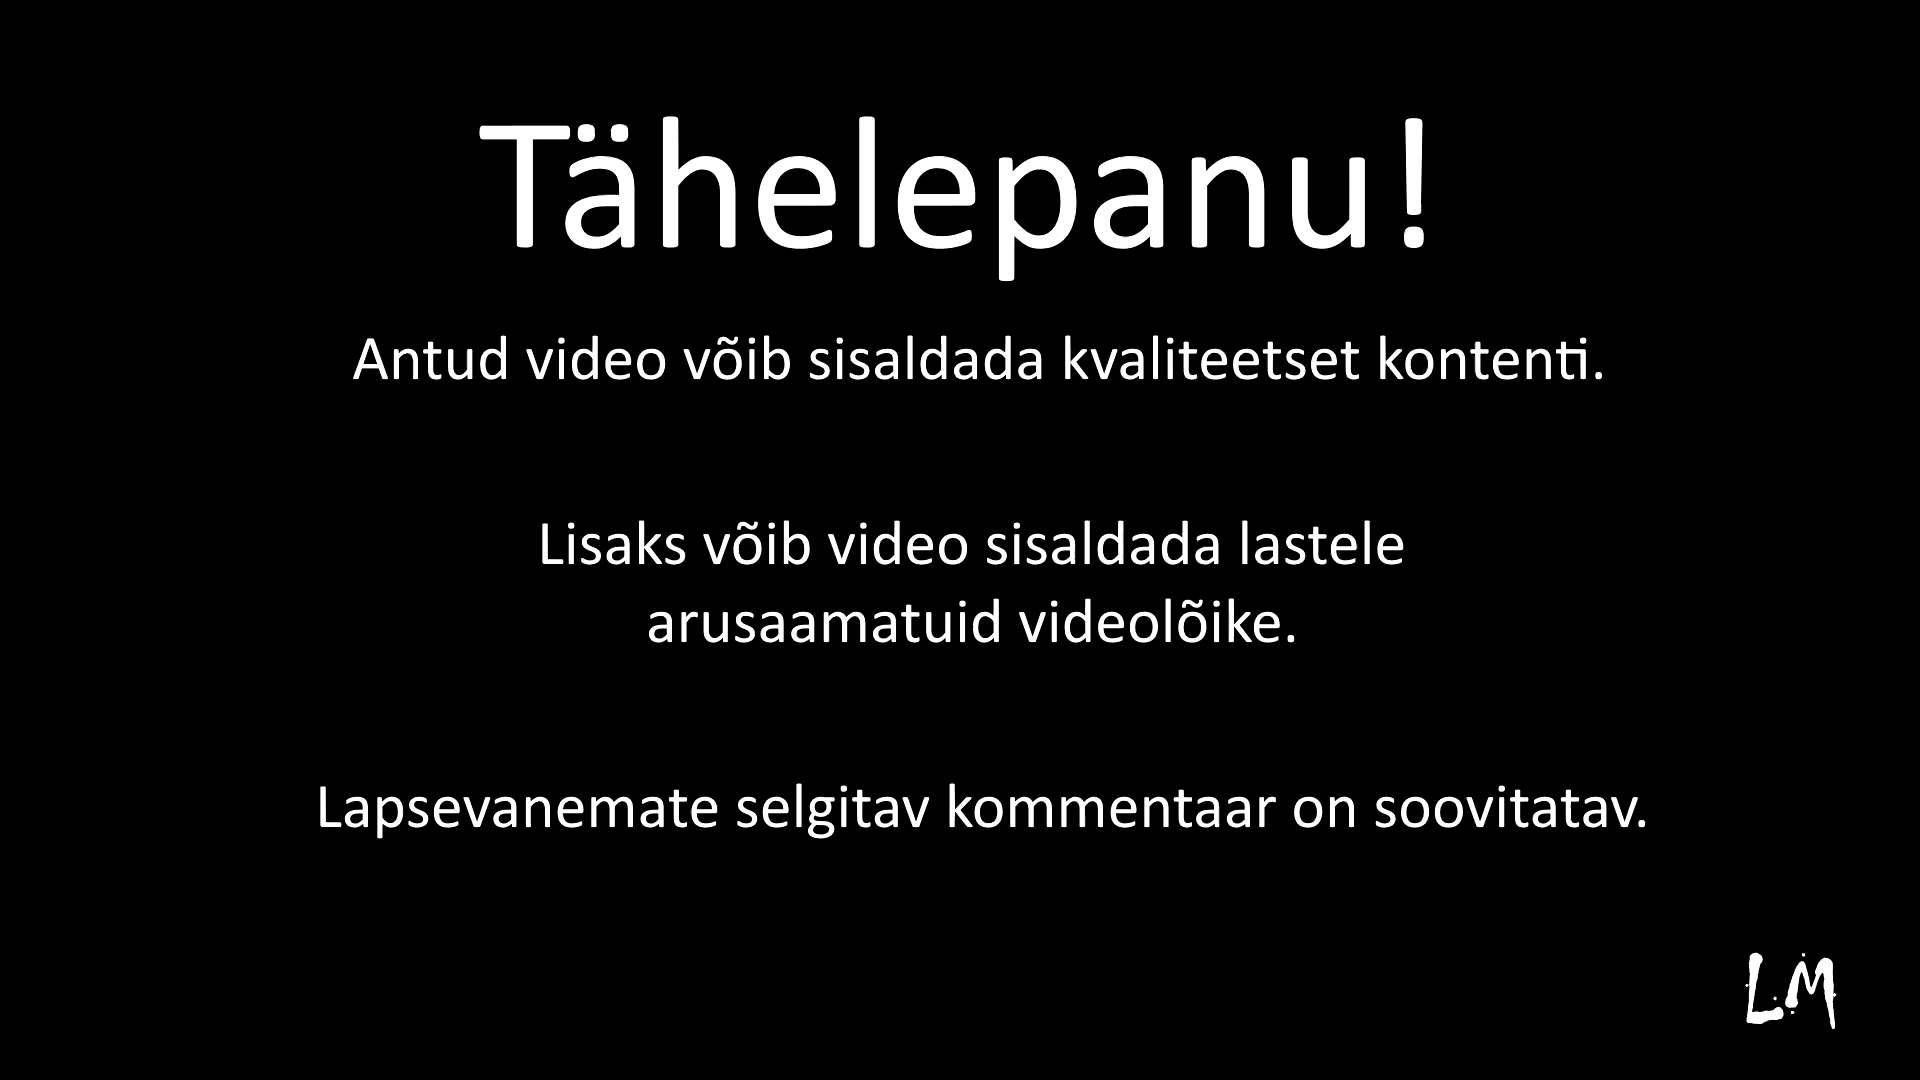 Tähelepanu!
Antud video võib sisaldada kvaliteetset kontenti.
Lisaks võib video sisaldada lastele
arusaamatuid videolõike.
Lapsevanemate selgitav kommentaar on soovitatav.
LM